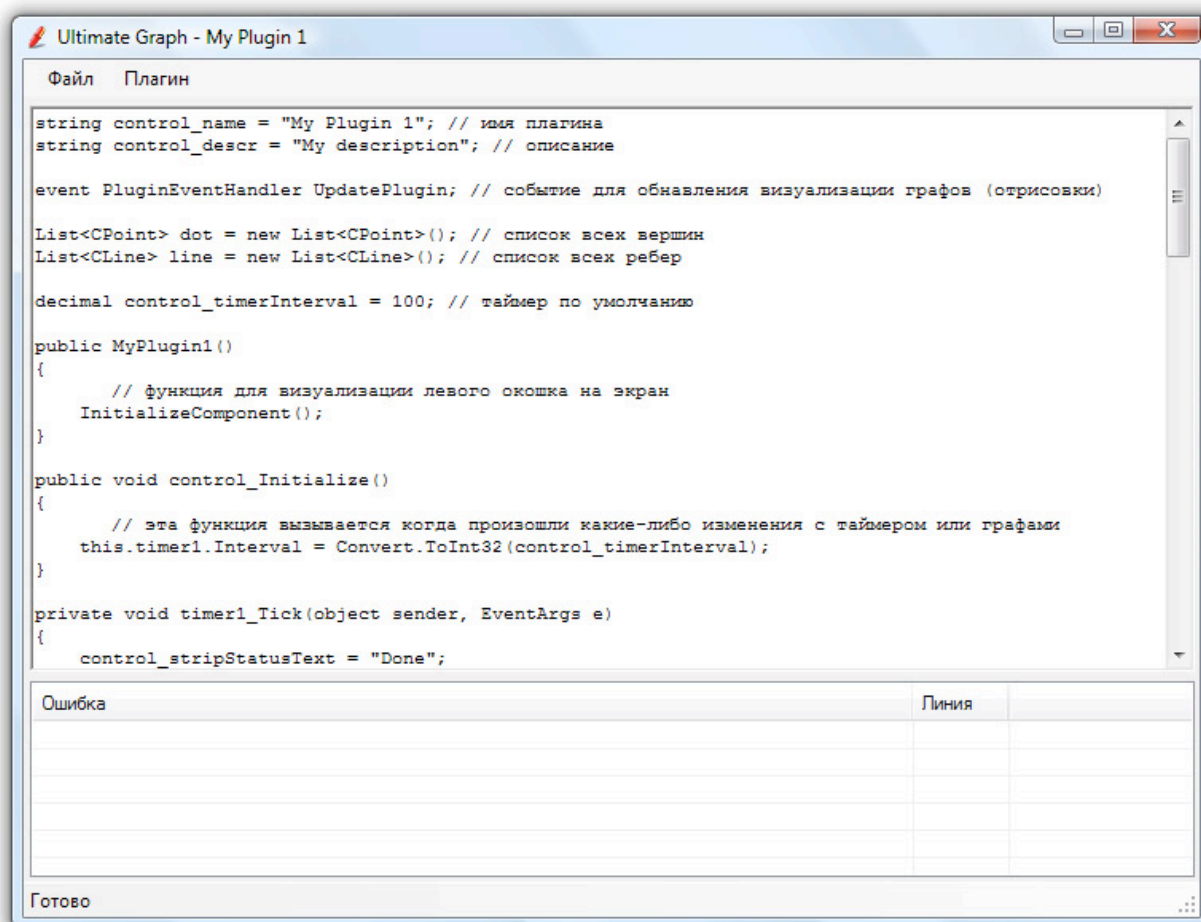 Ultimate Graph - My Plugin 1
Файл Плагин
string control_name = "My Plugin 1"; // имя плагина
string control_descr = "My description"; // описание
event PluginEventHandler UpdatePlugin; // событие для обнавления визуализации графов (отрисовки)
List<CPoint> dot = new List<CPoint>(); // список всех вершин
List<CLine> line = new List<CLine>(); // список всех ребер
decimal control_timerInterval = 100; // таймер по умолчанию
public MyPlugin1()
{
// функция для визуализации левого окошка на экран
InitializeComponent();
}
public void control_Initialize()
{
// эта функция вызывается когда произошли какие-либо изменения с таймером или графами
this.timer1.Interval = Convert.ToInt32(control_timerInterval);
}
private void timer1_Tick(object sender, EventArgs e)
{
control_stripStatusText = "Done";
Ошибка Линия
Готово